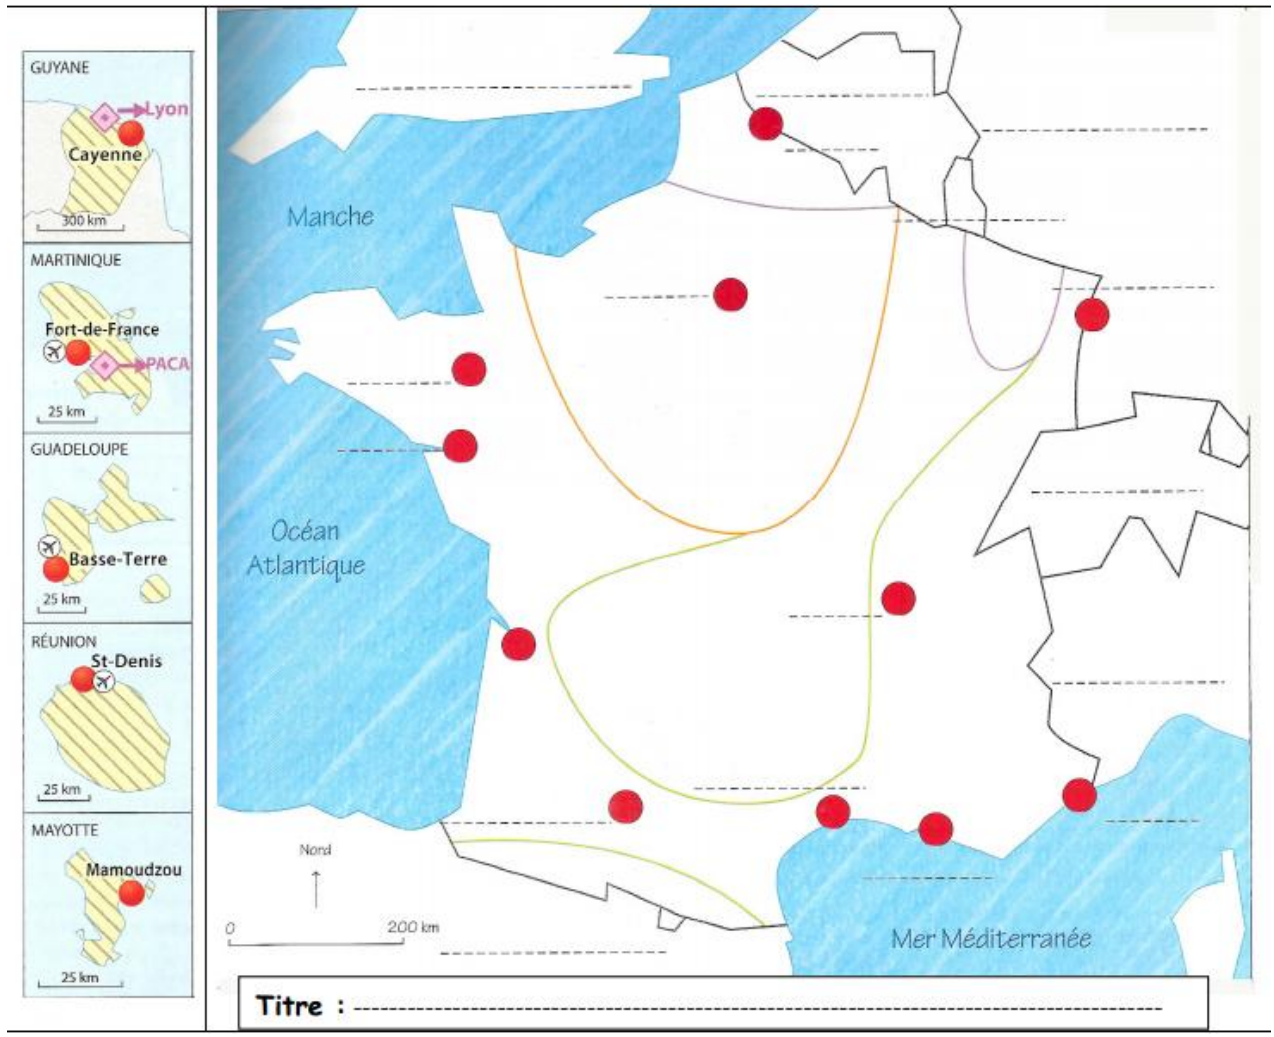 GUYANE
Lyon
Cayenne
300 km
MARTINIQUE
Fort-de-France
PACA
25 km
GUADELOUPE
Basse-Terre
25 km
RÉUNION
St-Denis
25 km
MAYOTTE
Mamoudzou
25 km
Manche
Océan
Atlantique
Nord
0
200 km
Mer Méditerranée
Titre :